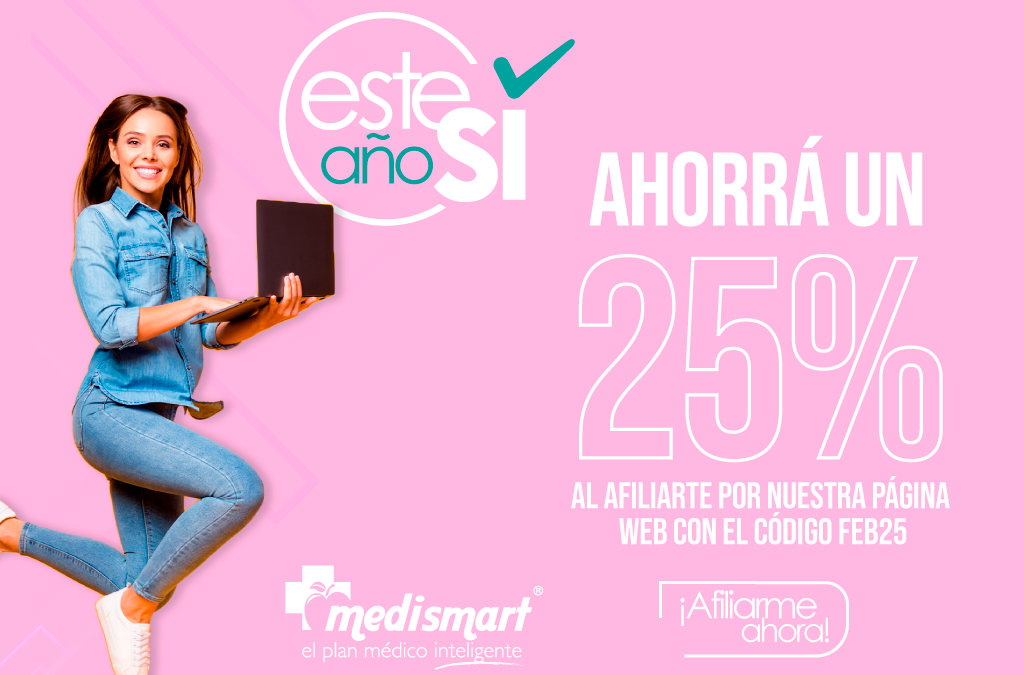 este
año SI
AHORRÁ UN
25%
AL AFILIARTE POR NUESTRA PÁGINA
WEB CON EL CÓDIGO FEB25
medismart®
el plan médico inteligente
¡Afiliarme
ahora!